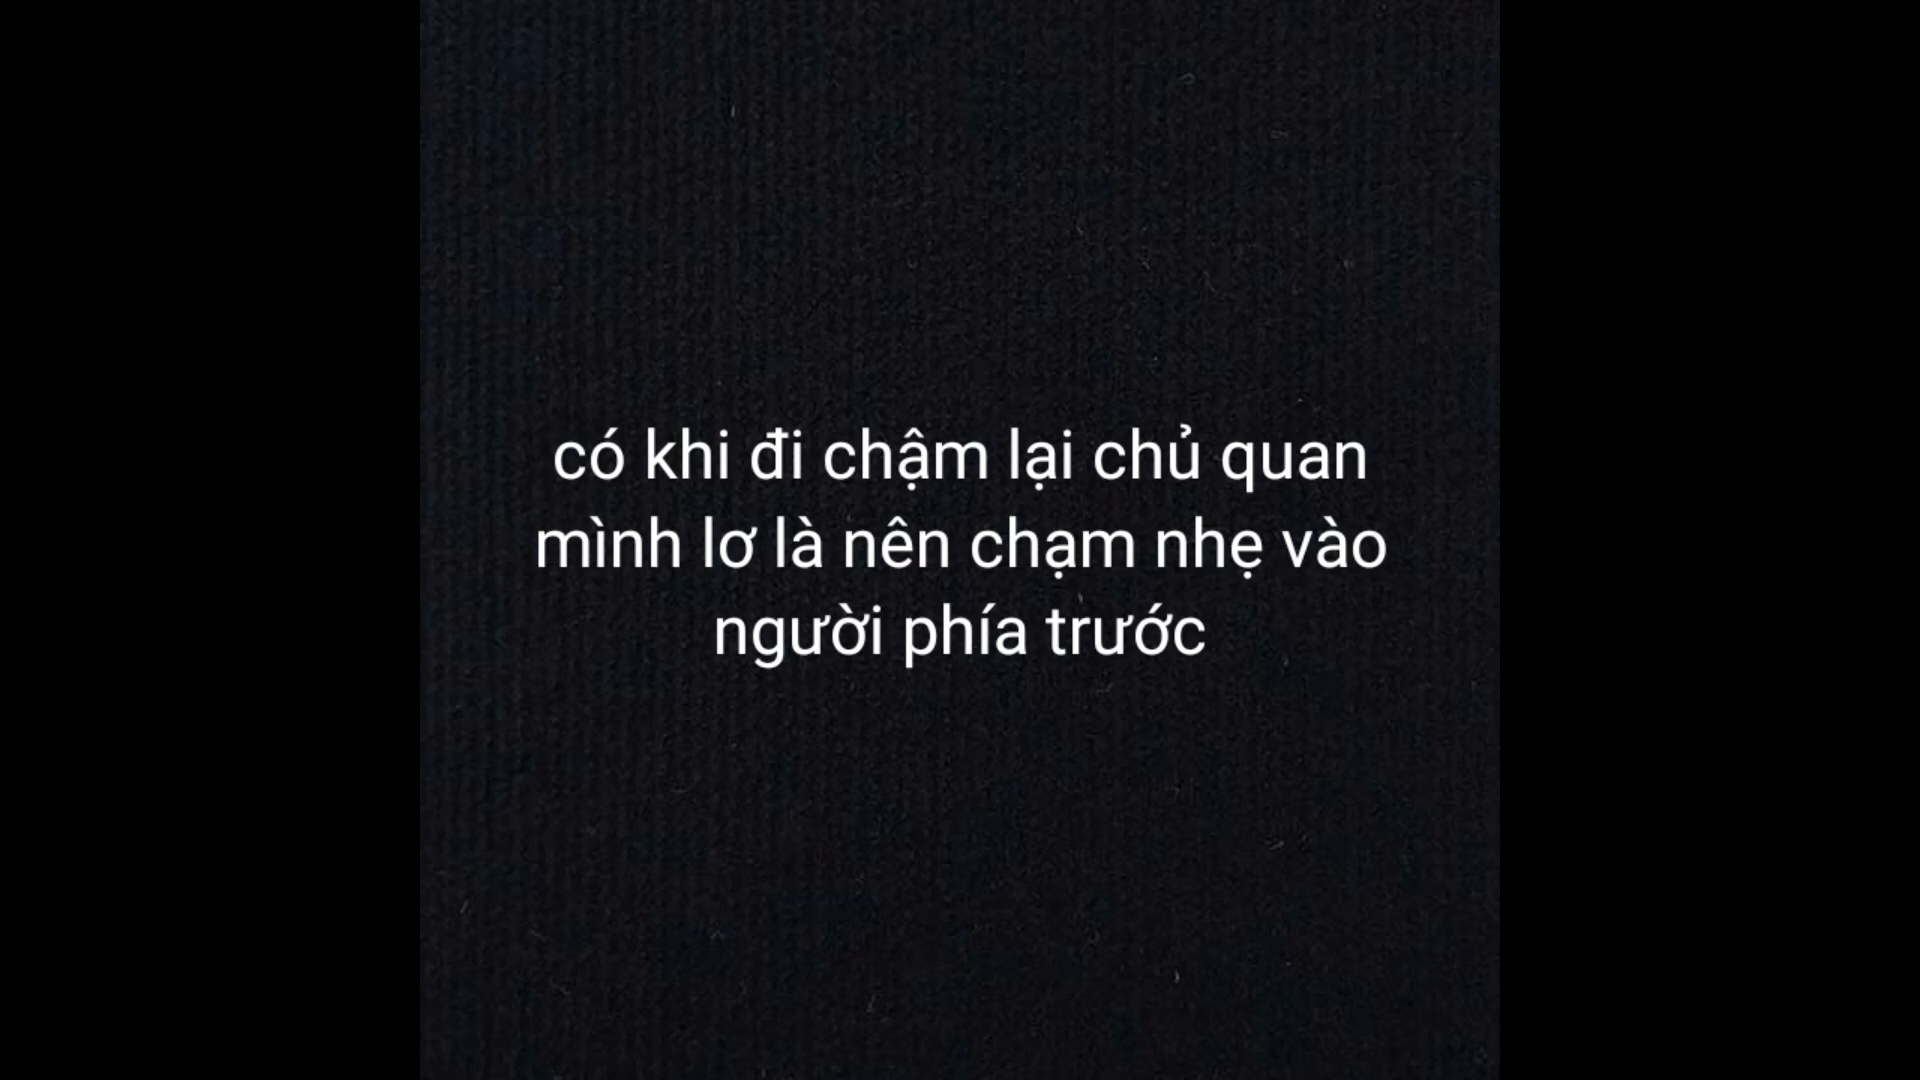 có khi đi chậm lại chủ quan
mình lơ là nên chạm nhẹ vào
người phía trước